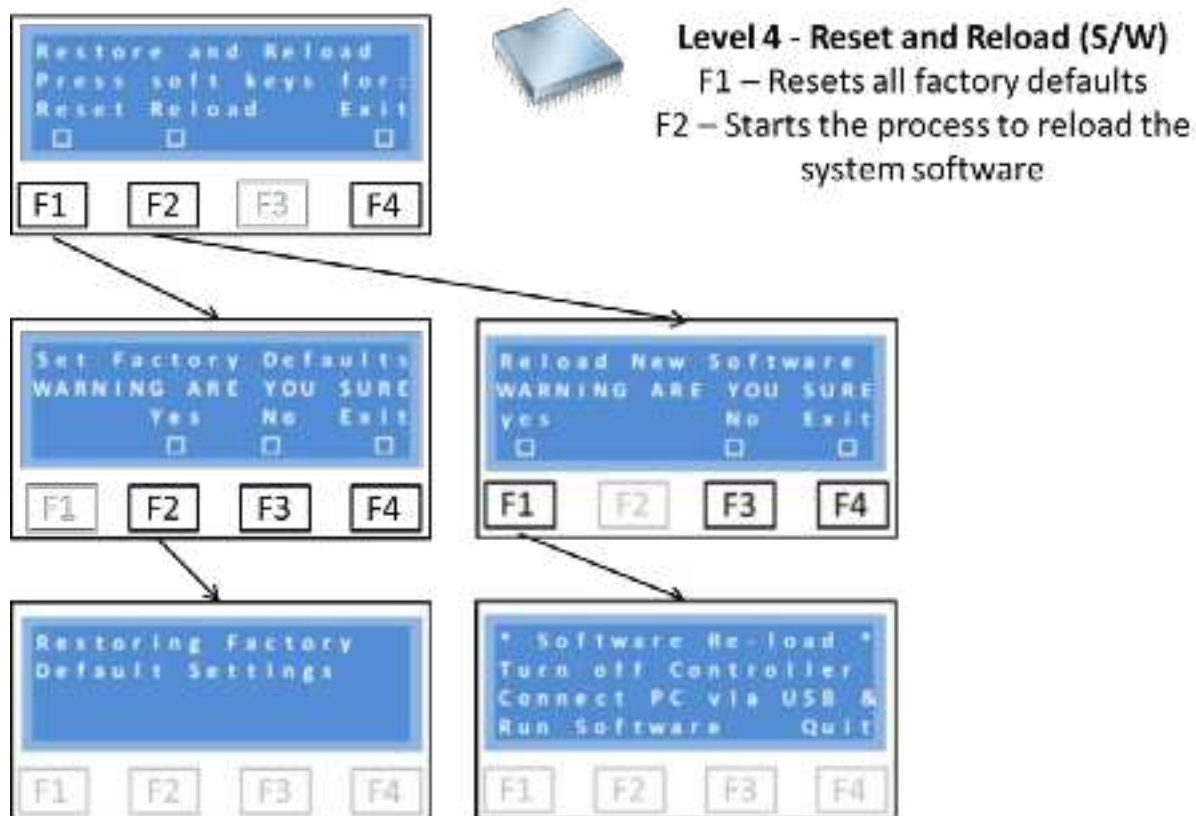 Restore and Reload
Press soft keys for:
Reset Reload Exit
F1 F2 F3 F4
Level 4 - Reset and Reload (S/W)
F1 – Resets all factory defaults
F2 – Starts the process to reload the
system software
Set Factory Defaults
WARNING ARE YOU SURE
Yes No Exit
F1 F2 F3 F4
Reload New Software
WARNING ARE YOU SURE
yes No Exit
F1 F2 F3 F4
Restoring Factory
Default Settings
F1 F2 F3 F4
* Software Re-load *
Turn off Controller
Connect PC via USB &
Run Software Quit
F1 F2 F3 F4